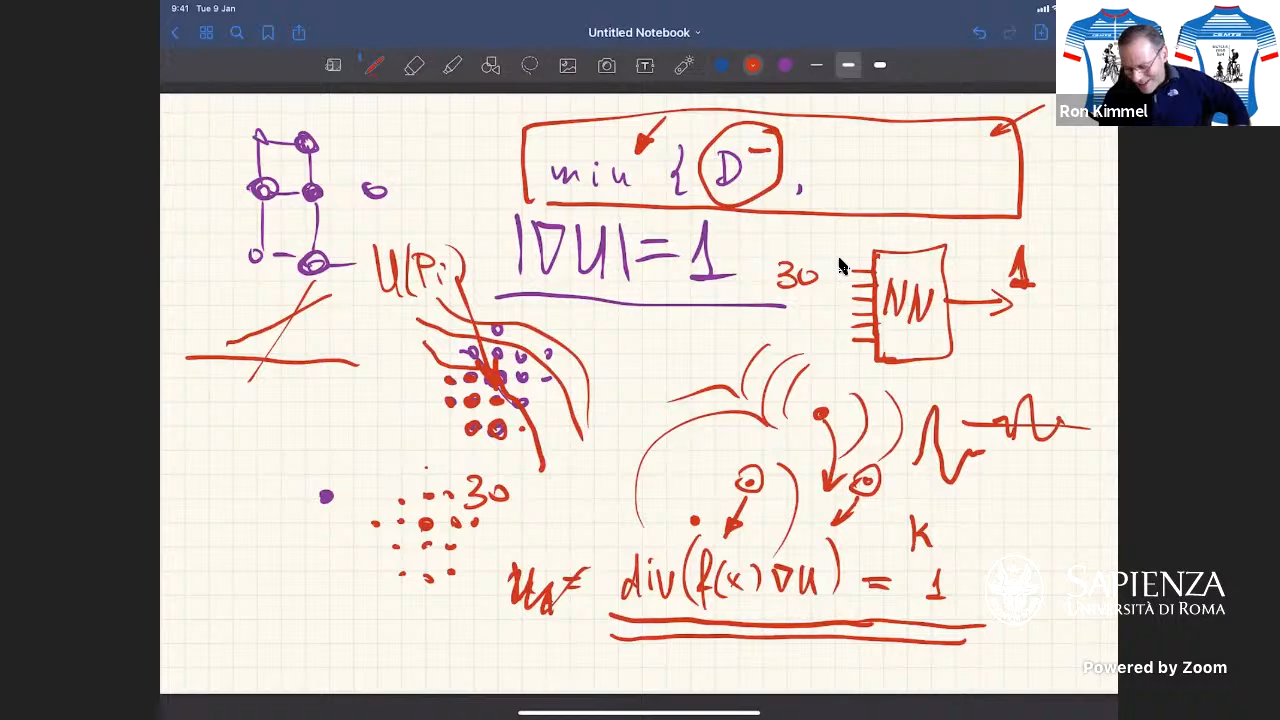 9:41 Tue 9 Jan
Untitled Notebook
Ron Kimmel
min { D⁻ ,
U(Pi)
|∇U|=1
30
NN
1
30
K
div(f(x)∇U) = 1
SAPIENZA
UNIVERSITÀ DI ROMA
Powered by Zoom